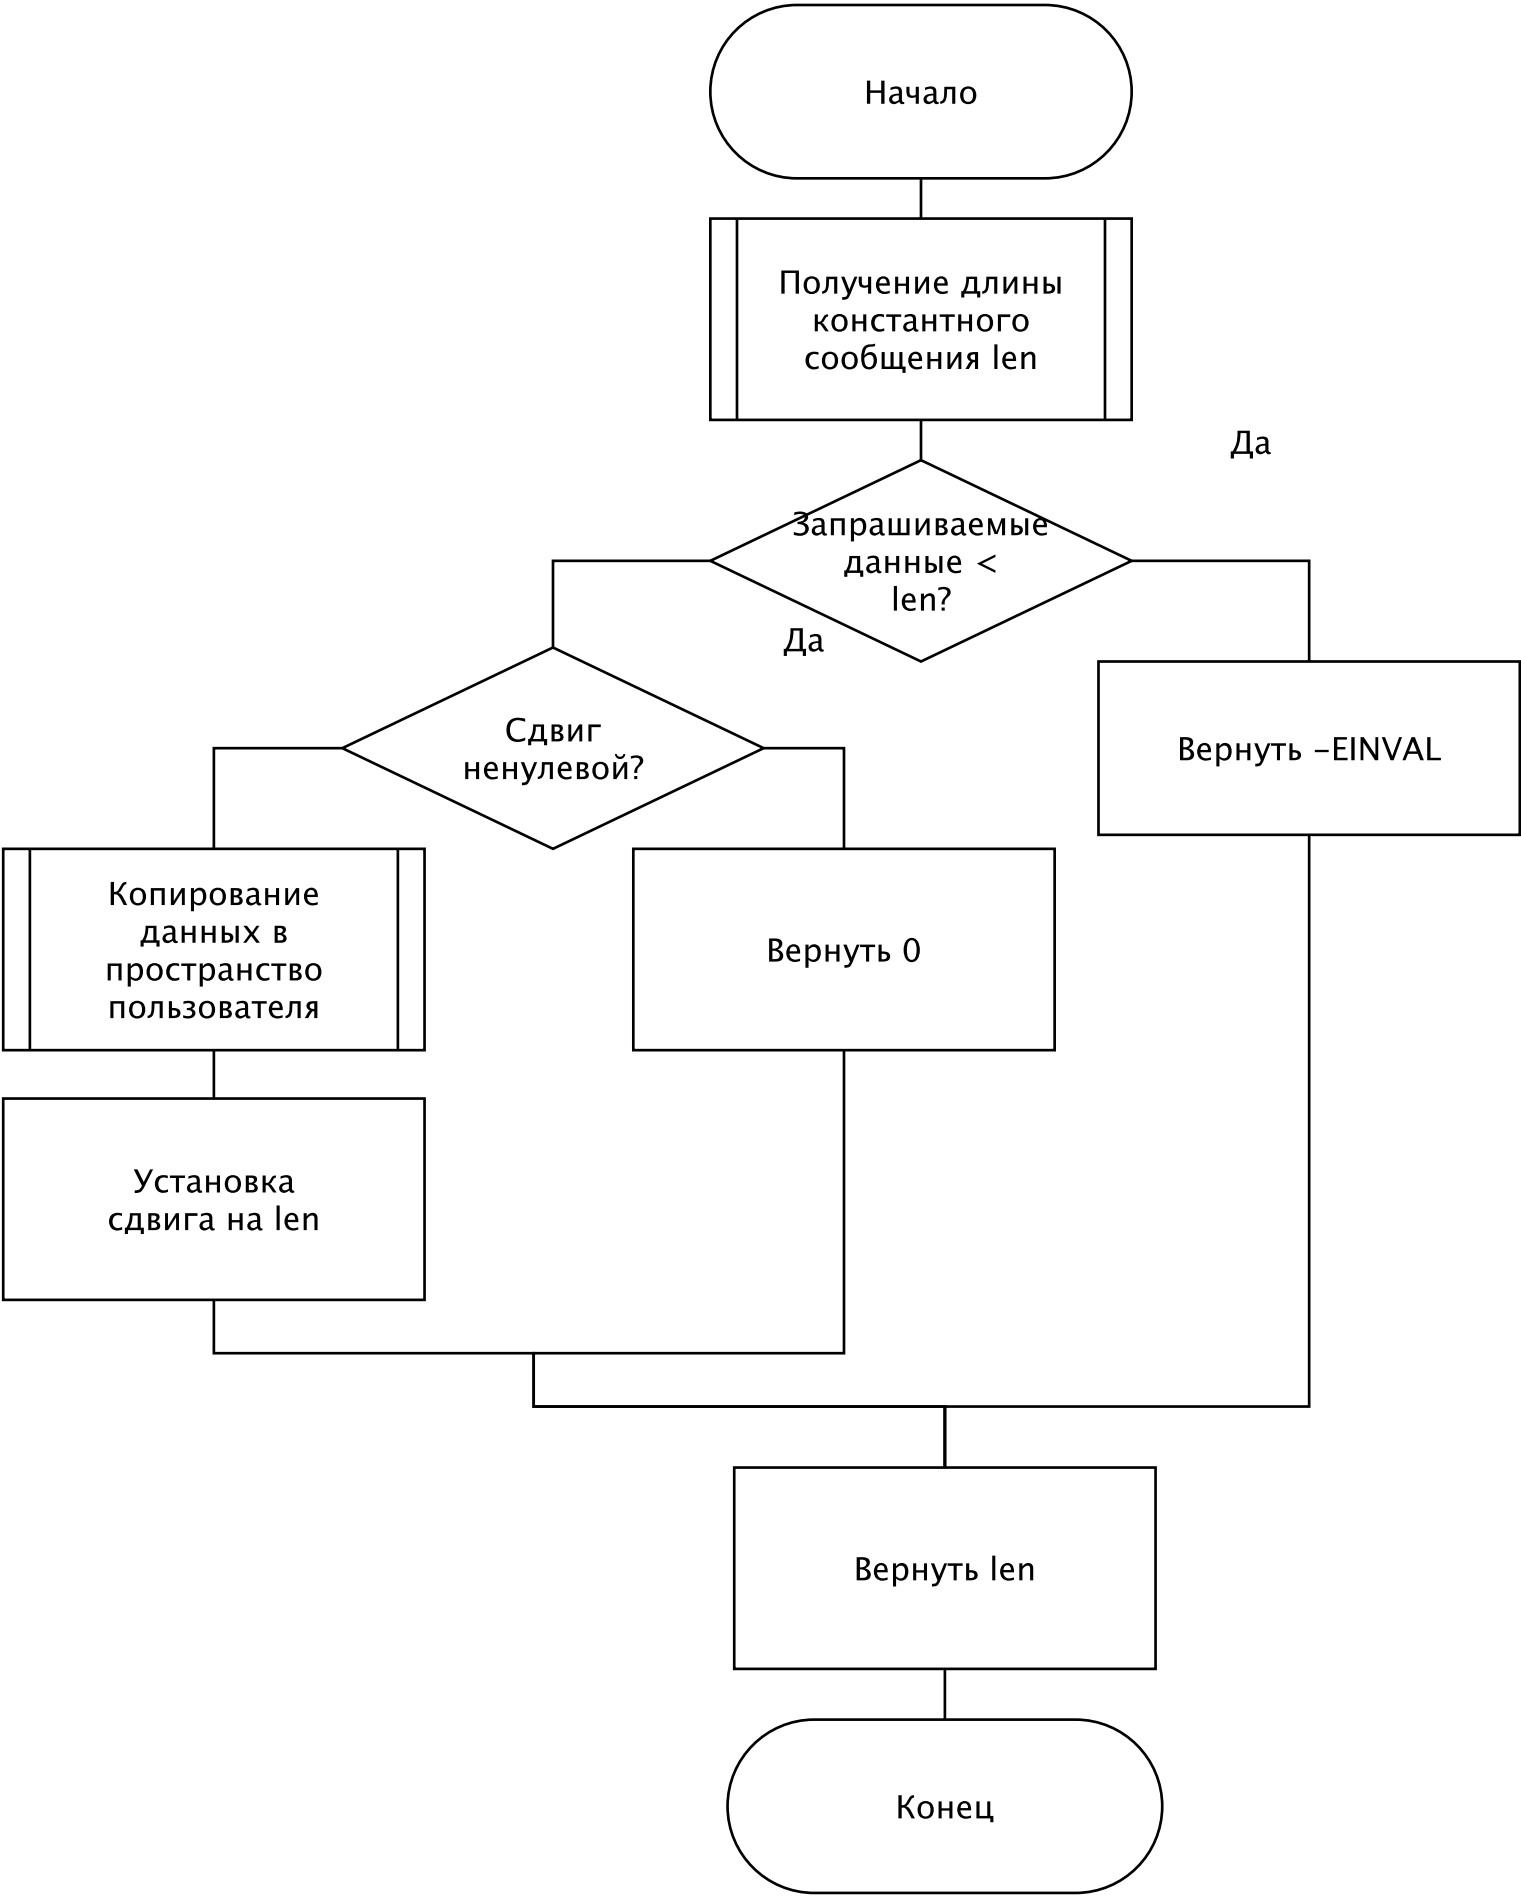 Начало
Получение длины
константного
сообщения len
Да
Запрашиваемые
данные <
len?
Да
Сдвиг
ненулевой?
Вернуть -EINVAL
Копирование
данных в
пространство
пользователя
Вернуть 0
Установка
сдвига на len
Вернуть len
Конец